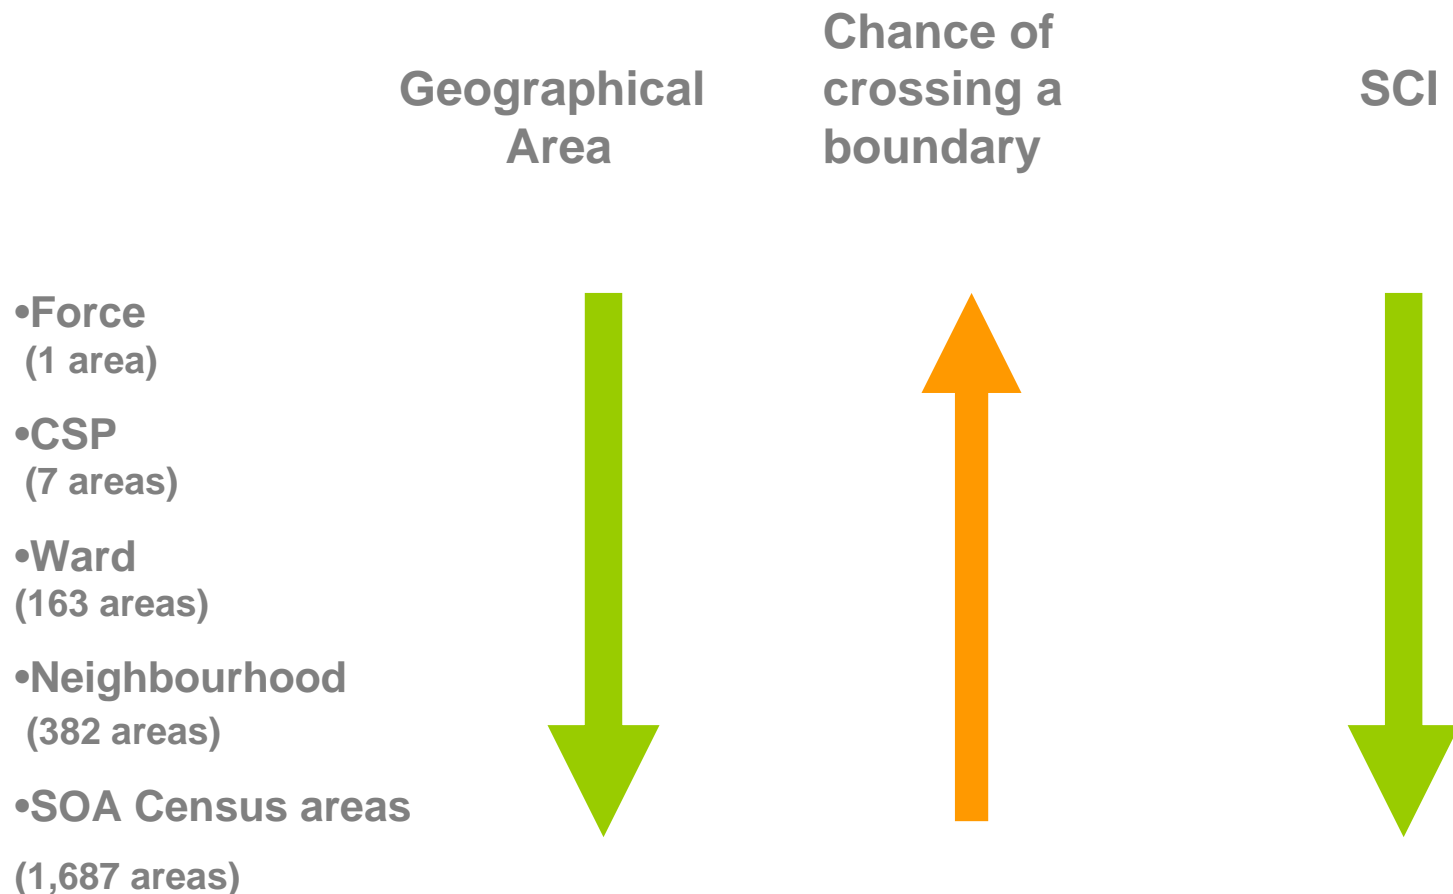 Geographical
Area
Chance of
crossing a
boundary
SCI
•Force
(1 area)
•CSP
(7 areas)
•Ward
(163 areas)
•Neighbourhood
(382 areas)
•SOA Census areas
(1,687 areas)